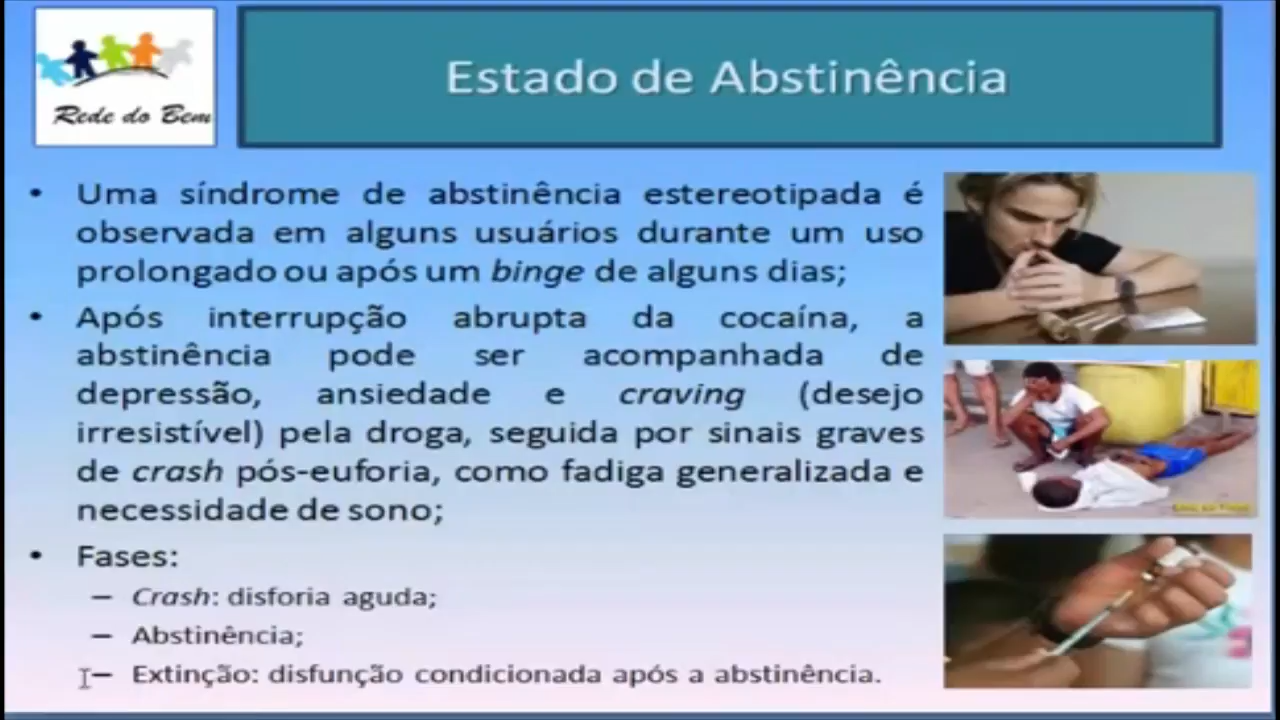 Rede do Bem
Estado de Abstinência
• Uma síndrome de abstinência estereotipada é
observada em alguns usuários durante um uso
prolongado ou após um binge de alguns dias;
• Após interrupção abrupta da cocaína, a
abstinência pode ser acompanhada de
depressão, ansiedade e craving (desejo
irresistível) pela droga, seguida por sinais graves
de crash pós-euforia, como fadiga generalizada e
necessidade de sono;
• Fases:
– Crash: disforia aguda;
– Abstinência;
– Extinção: disfunção condicionada após a abstinência.